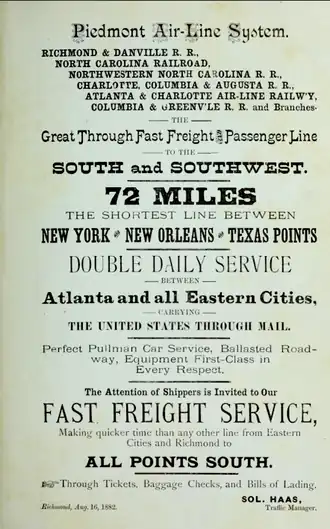 Piedmont Air-Line System.
RICHMOND & DANVILLE R. R.,
NORTH CAROLINA RAILROAD,
NORTHWESTERN NORTH CAROLINA R. R.,
CHARLOTTE, COLUMBIA & AUGUSTA R. R.,
ATLANTA & CHARLOTTE AIR-LINE RAILW'Y,
COLUMBIA & GREENV'LE R. R. and Branches.
THE
Great Through Fast Freight and Passenger Line
TO THE
SOUTH and SOUTHWEST.
72 MILES
THE SHORTEST LINE BETWEEN
NEW YORK and NEW ORLEANS and TEXAS POINTS
DOUBLE DAILY SERVICE
BETWEEN
Atlanta and all Eastern Cities,
CARRYING
THE UNITED STATES THROUGH MAIL.
Perfect Pullman Car Service, Ballasted Road-
way, Equipment First-Class in
Every Respect.
The Attention of Shippers is Invited to Our
FAST FREIGHT SERVICE,
Making quicker time than any other line from Eastern
Cities and Richmond to
ALL POINTS SOUTH.
☞Through Tickets, Baggage Checks, and Bills of Lading.
SOL. HAAS,
Richmond, Aug. 16, 1882. Traffic Manager.